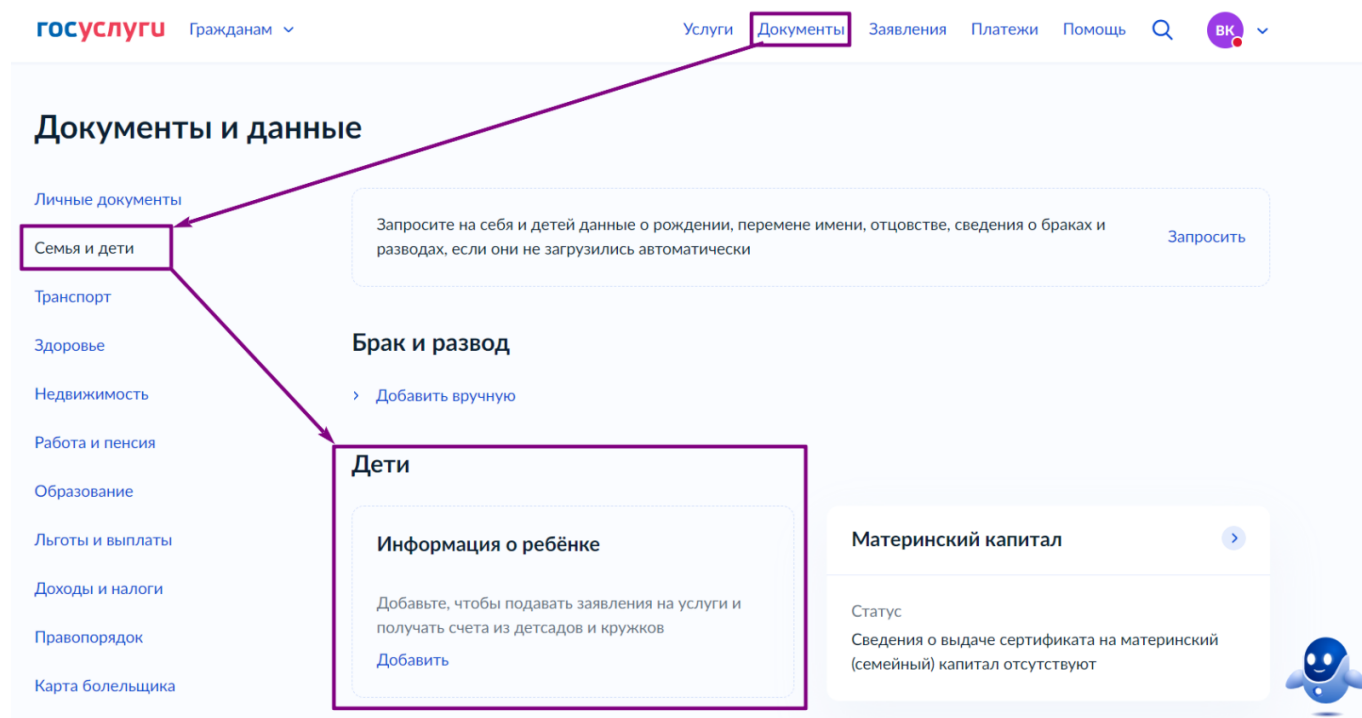 госуслуги Гражданам Услуги Документы Заявления Платежи Помощь ВК
Документы и данные
Личные документы
Семья и дети
Транспорт
Здоровье
Недвижимость
Работа и пенсия
Образование
Льготы и выплаты
Доходы и налоги
Правопорядок
Карта болельщика
Запросите на себя и детей данные о рождении, перемене имени, отцовстве, сведения о браках и
разводах, если они не загрузились автоматически
Запросить
Брак и развод
Добавить вручную
Дети
Информация о ребёнке
Добавьте, чтобы подавать заявления на услуги и
получать счета из детсадов и кружков
Добавить
Материнский капитал
Статус
Сведения о выдаче сертификата на материнский
(семейный) капитал отсутствуют